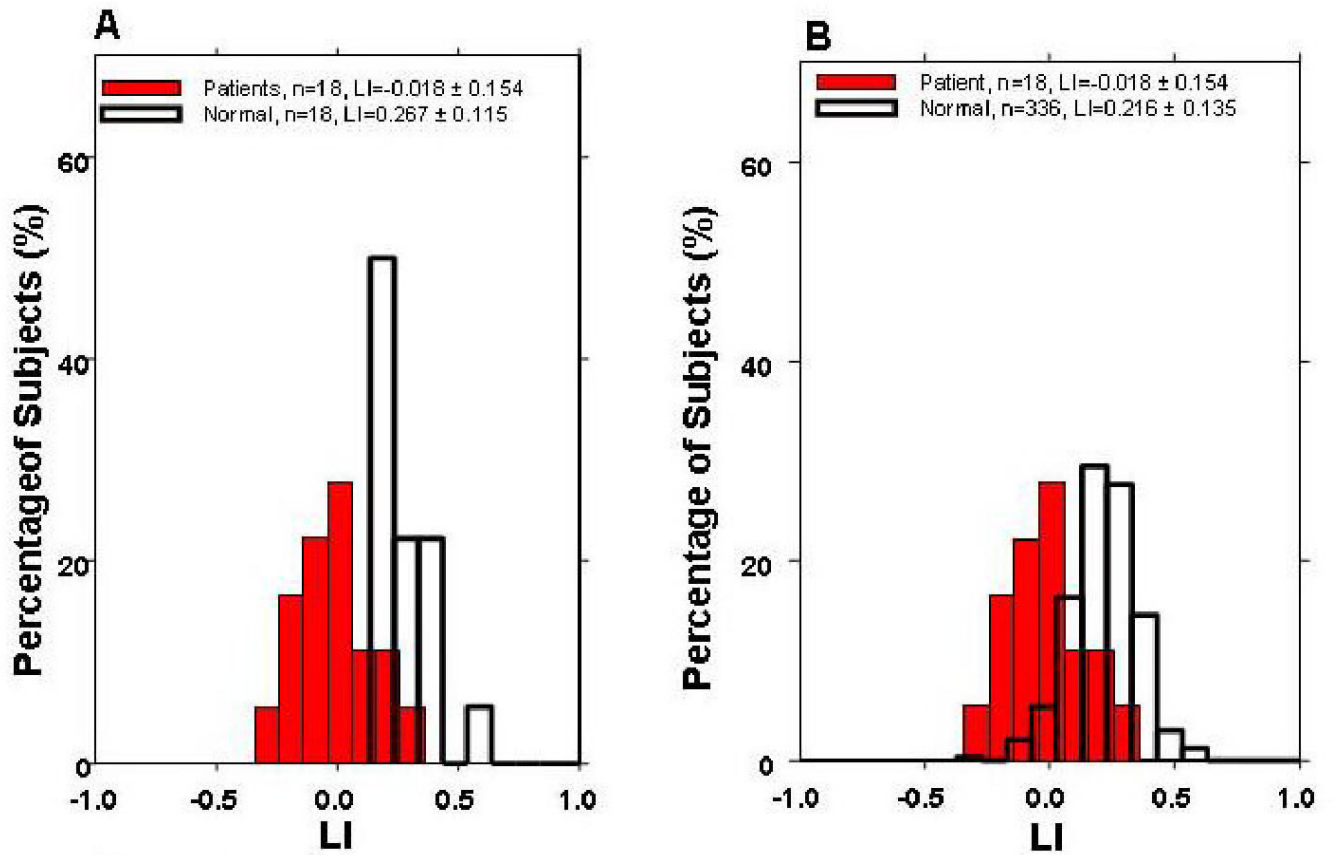 A
Patients, n=18, LI=-0.018 ± 0.154
Normal, n=18, LI=0.267 ± 0.115
Percentageof Subjects (%)
60
40
20
0
-1.0 -0.5 0.0 0.5 1.0
LI
B
Patient, n=18, LI=-0.018 ± 0.154
Normal, n=336, LI=0.216 ± 0.135
Percentage of Subjects (%)
60
40
20
0
-1.0 -0.5 0.0 0.5 1.0
LI